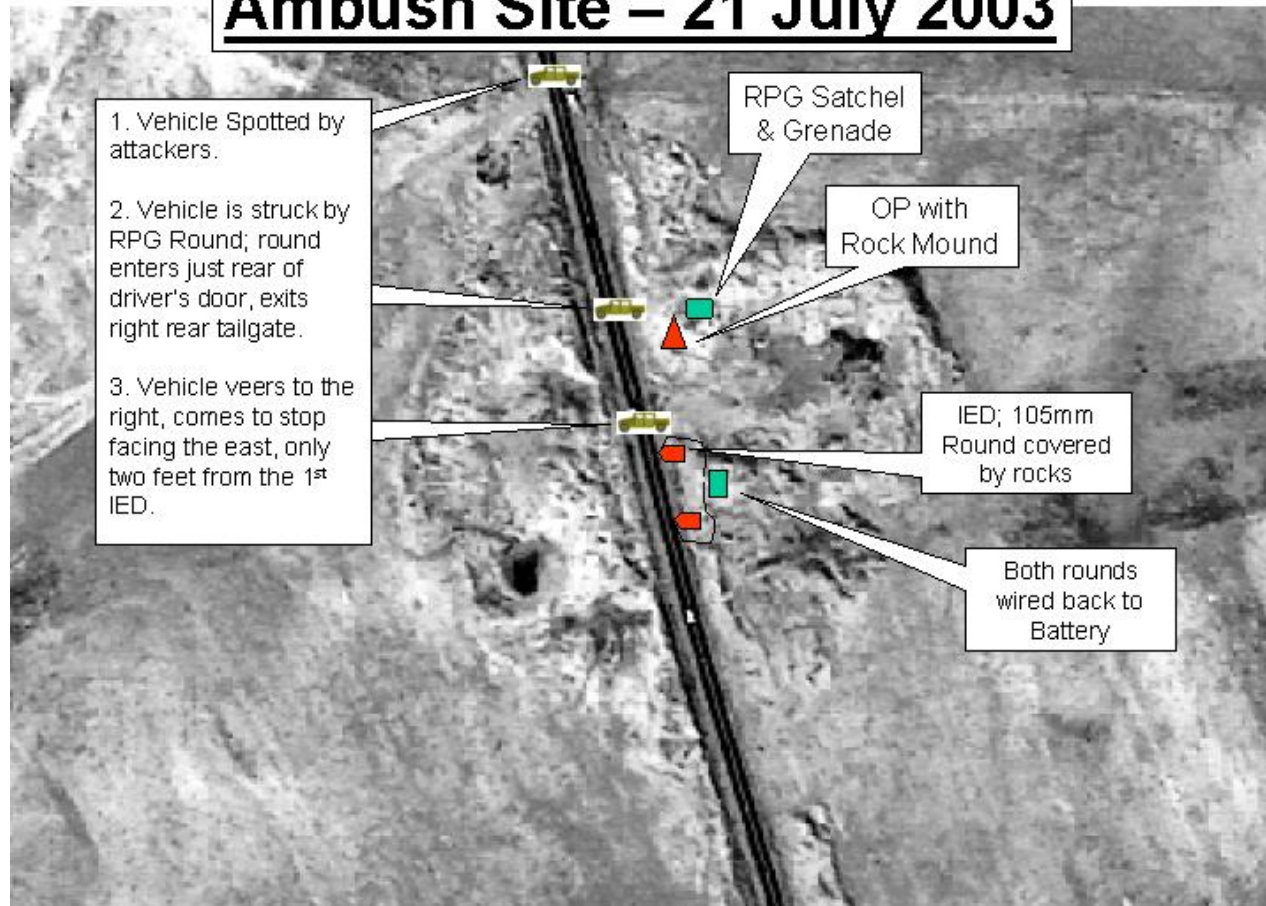 Ambush Site – 21 July 2003
1. Vehicle Spotted by
attackers.
2. Vehicle is struck by
RPG Round; round
enters just rear of
driver's door, exits
right rear tailgate.
3. Vehicle veers to the
right, comes to stop
facing the east, only
two feet from the 1st
IED.
RPG Satchel
& Grenade
OP with
Rock Mound
IED; 105mm
Round covered
by rocks
Both rounds
wired back to
Battery